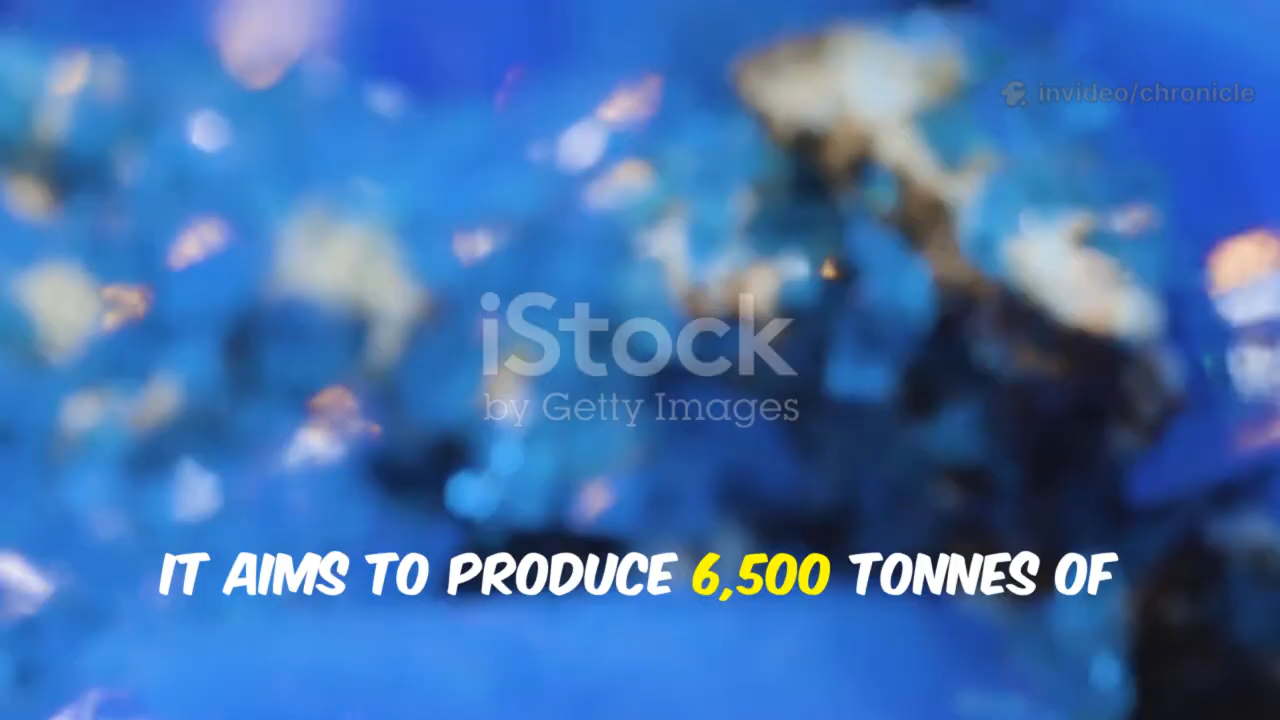 invideo/chronicle
iStock
by Getty Images
IT AIMS TO PRODUCE 6,500 TONNES OF